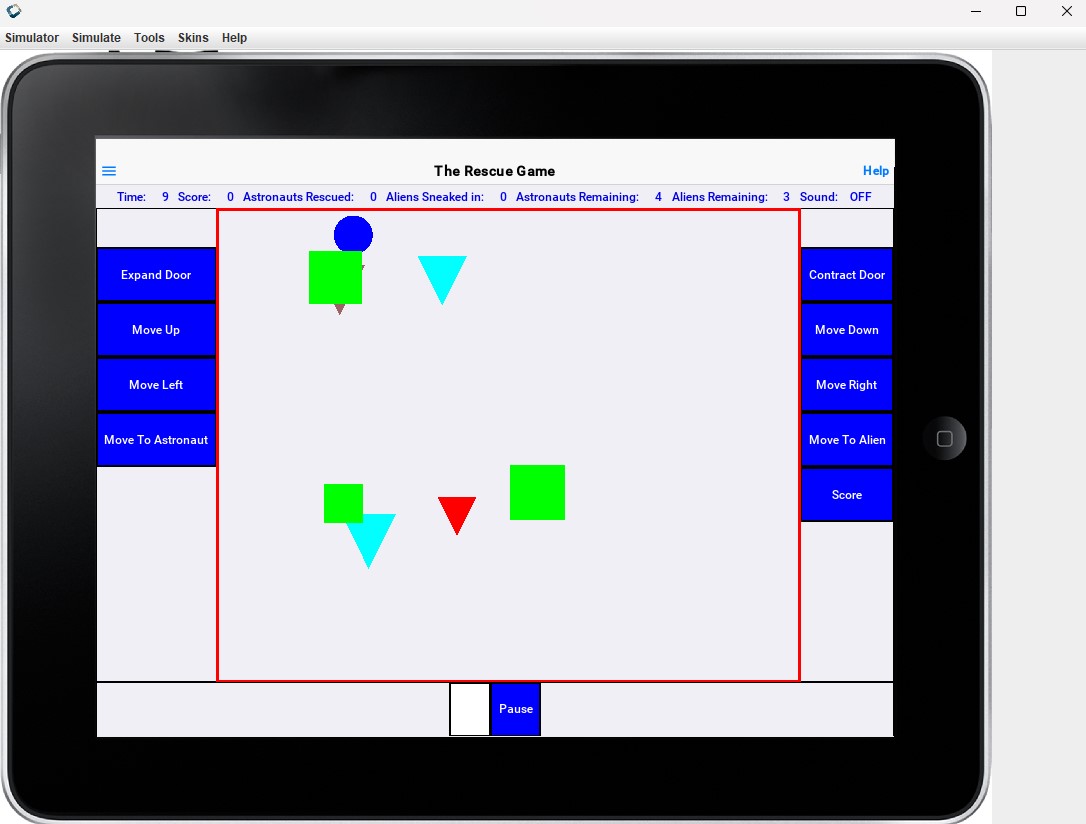 Simulator Simulate Tools Skins Help
The Rescue Game Help
Time: 9 Score: 0 Astronauts Rescued: 0 Aliens Sneaked in: 0 Astronauts Remaining: 4 Aliens Remaining: 3 Sound: OFF
Expand Door Contract Door
Move Up Move Down
Move Left Move Right
Move To Astronaut Move To Alien
Score
Pause